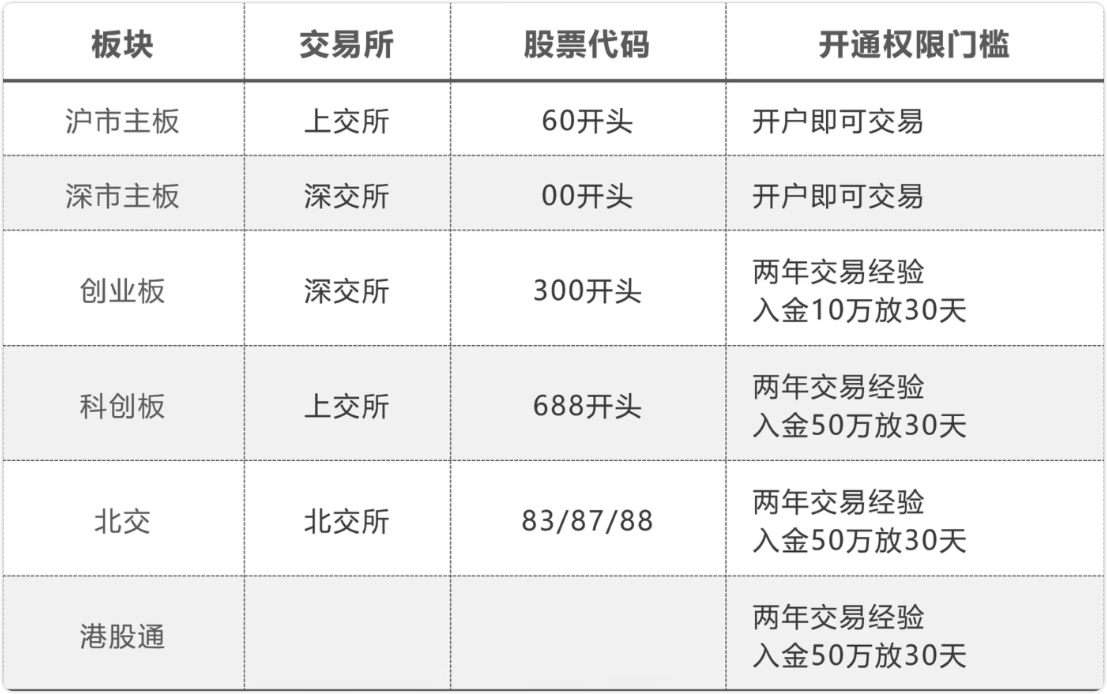 板块 交易所 股票代码 开通权限门槛
沪市主板 上交所 60开头 开户即可交易
深市主板 深交所 00开头 开户即可交易
创业板 深交所 300开头 两年交易经验
入金10万放30天
科创板 上交所 688开头 两年交易经验
入金50万放30天
北交 北交所 83/87/88 两年交易经验
入金50万放30天
港股通 两年交易经验
入金50万放30天